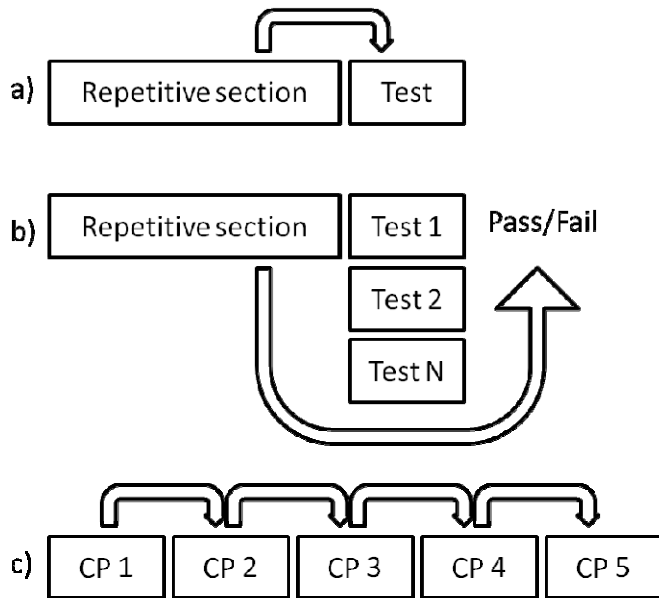 a) Repetitive section Test
b) Repetitive section Test 1 Pass/Fail
Test 2
Test N
c) CP 1 CP 2 CP 3 CP 4 CP 5